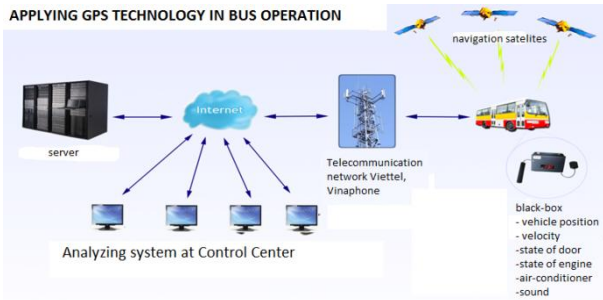 APPLYING GPS TECHNOLOGY IN BUS OPERATION
navigation satelites
Internet
server
Telecommunication
network Viettel,
Vinaphone
black-box
- vehicle position
- velocity
-state of door
-state of engine
-air-conditioner
-sound
Analyzing system at Control Center